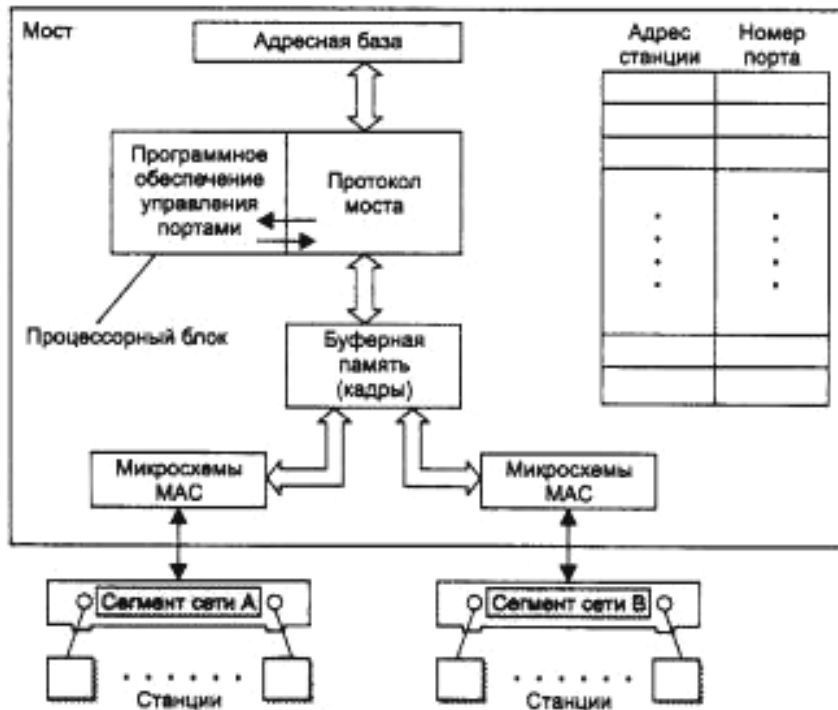 Мост
Адресная база
Адрес
станции
Номер
порта
Программное
обеспечение
управления
портами
Протокол
моста
Процессорный блок
Буферная
память
(кадры)
Микросхемы
MAC
Микросхемы
MAC
Сегмент сети A
Сегмент сети B
Станции
Станции